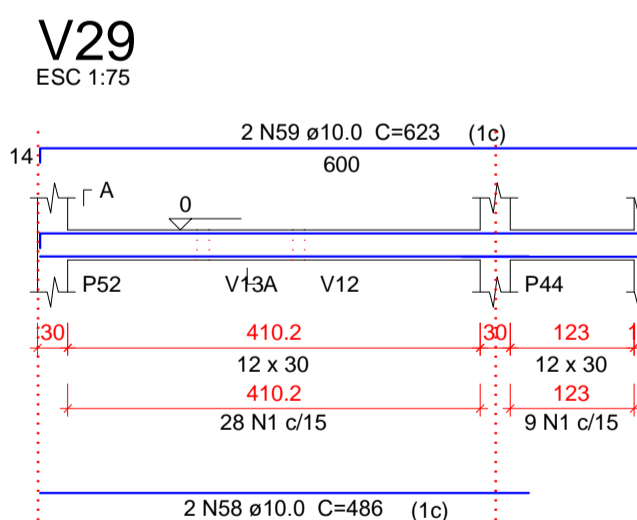 V29
ESC 1:75
2 N59 ø10.0 C=623 (1c)
14
600
A
0
P52 V13A V12 P44
30 410.2 30 123 1
12 x 30 12 x 30
410.2 123
28 N1 c/15 9 N1 c/15
2 N58 ø10.0 C=486 (1c)